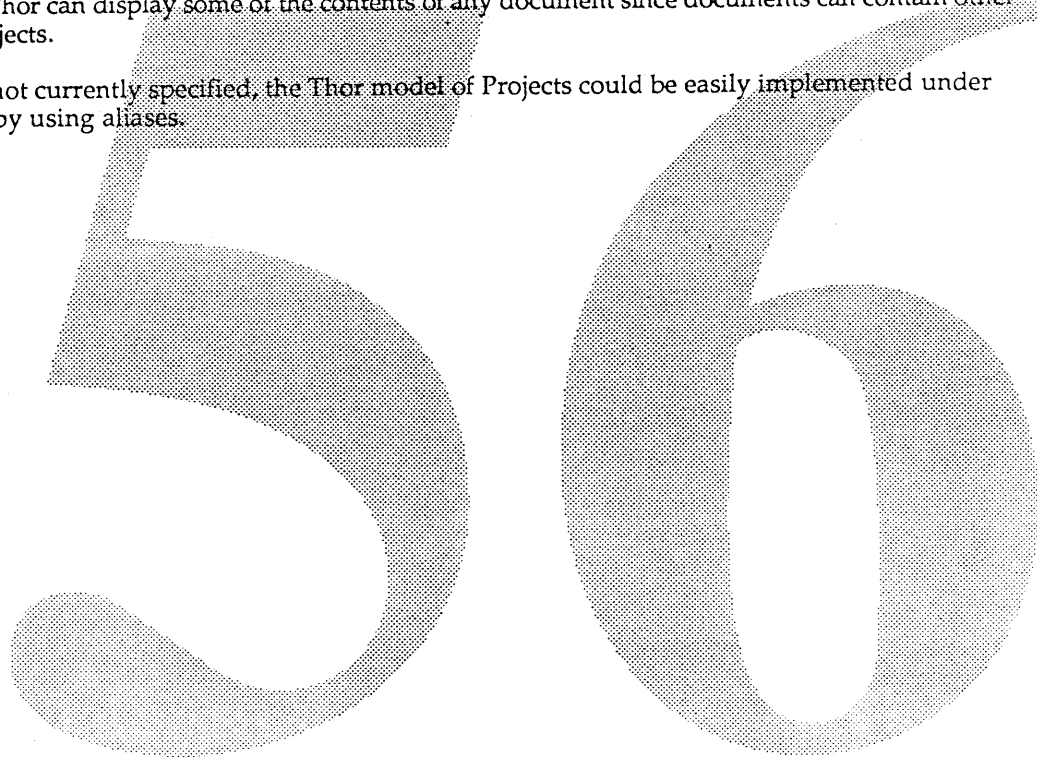 hor can display some of the contents of any document since documents can contain other
jects.
not currently specified, the Thor model of Projects could be easily implemented under
by using aliases.
56